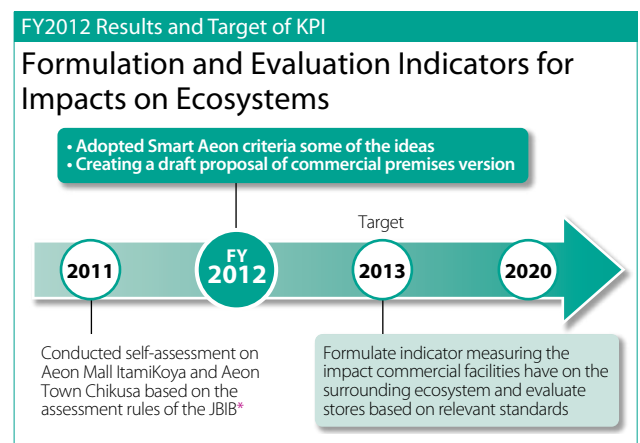 FY2012 Results and Target of KPI
Formulation and Evaluation Indicators for
Impacts on Ecosystems
• Adopted Smart Aeon criteria some of the ideas
• Creating a draft proposal of commercial premises version
Target
2011
FY
2012
2013
2020
Conducted self-assessment on
Aeon Mall ItamiKoya and Aeon
Town Chikusa based on the
assessment rules of the JBIB*
Formulate indicator measuring the
impact commercial facilities have on the
surrounding ecosystem and evaluate
stores based on relevant standards